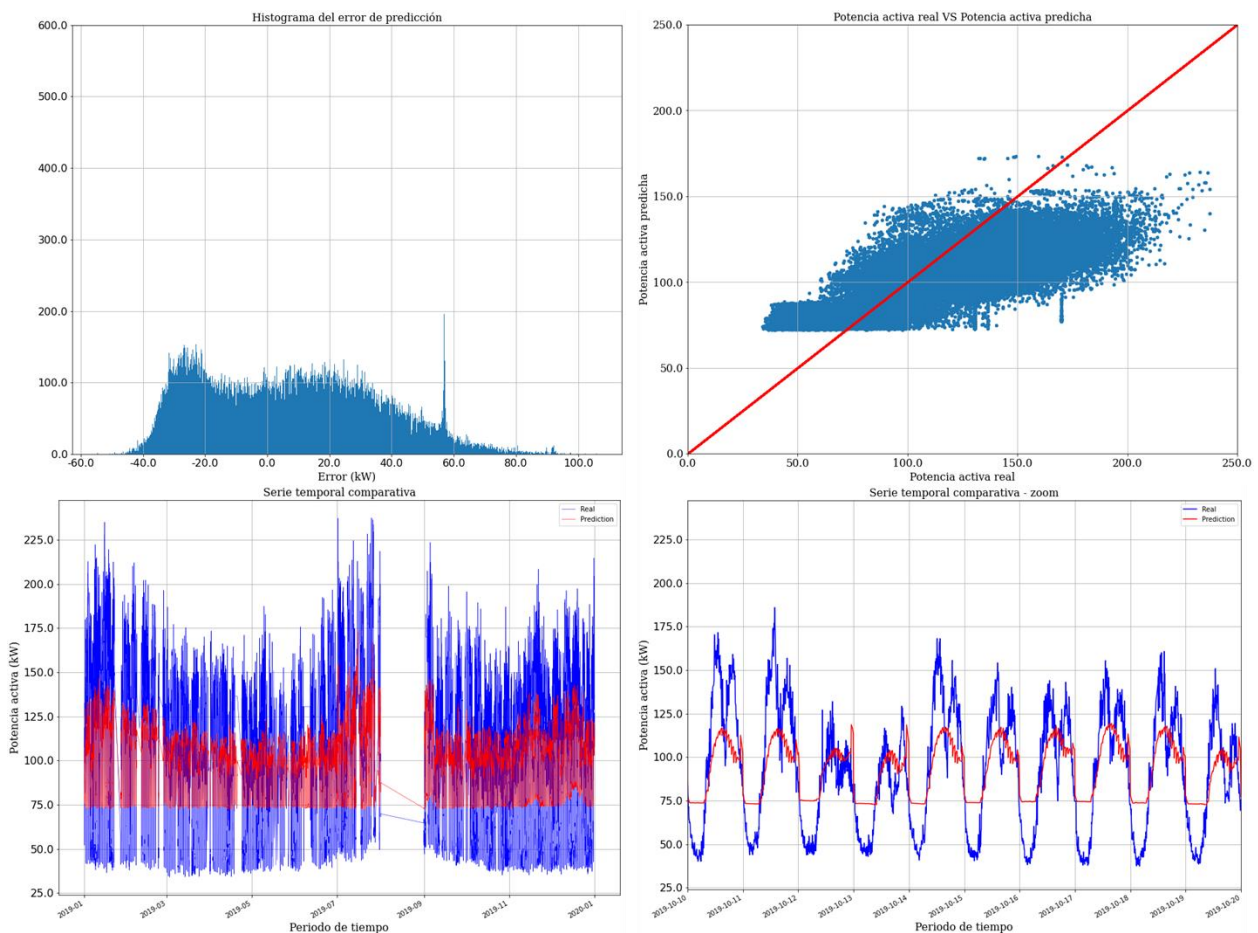 Histograma del error de predicción
600.0
500.0
400.0
300.0
200.0
100.0
0.0
-60.0 -40.0 -20.0 0.0 20.0 40.0 60.0 80.0 100.0
Error (kW)
Potencia activa real VS Potencia activa predicha
Potencia activa predicha
250.0
200.0
150.0
100.0
50.0
0.0
0.0 50.0 100.0 150.0 200.0 250.0
Potencia activa real
Serie temporal comparativa
Real
Prediction
Potencia activa (kW)
225.0
200.0
175.0
150.0
125.0
100.0
75.0
50.0
25.0
2019-01 2019-03 2019-05 2019-07 2019-09 2019-11 2020-01
Periodo de tiempo
Serie temporal comparativa - zoom
Real
Prediction
Potencia activa (kW)
225.0
200.0
175.0
150.0
125.0
100.0
75.0
50.0
25.0
2019-10-10 2019-10-11 2019-10-12 2019-10-13 2019-10-14 2019-10-15 2019-10-16 2019-10-17 2019-10-18 2019-10-19 2019-10-20
Periodo de tiempo